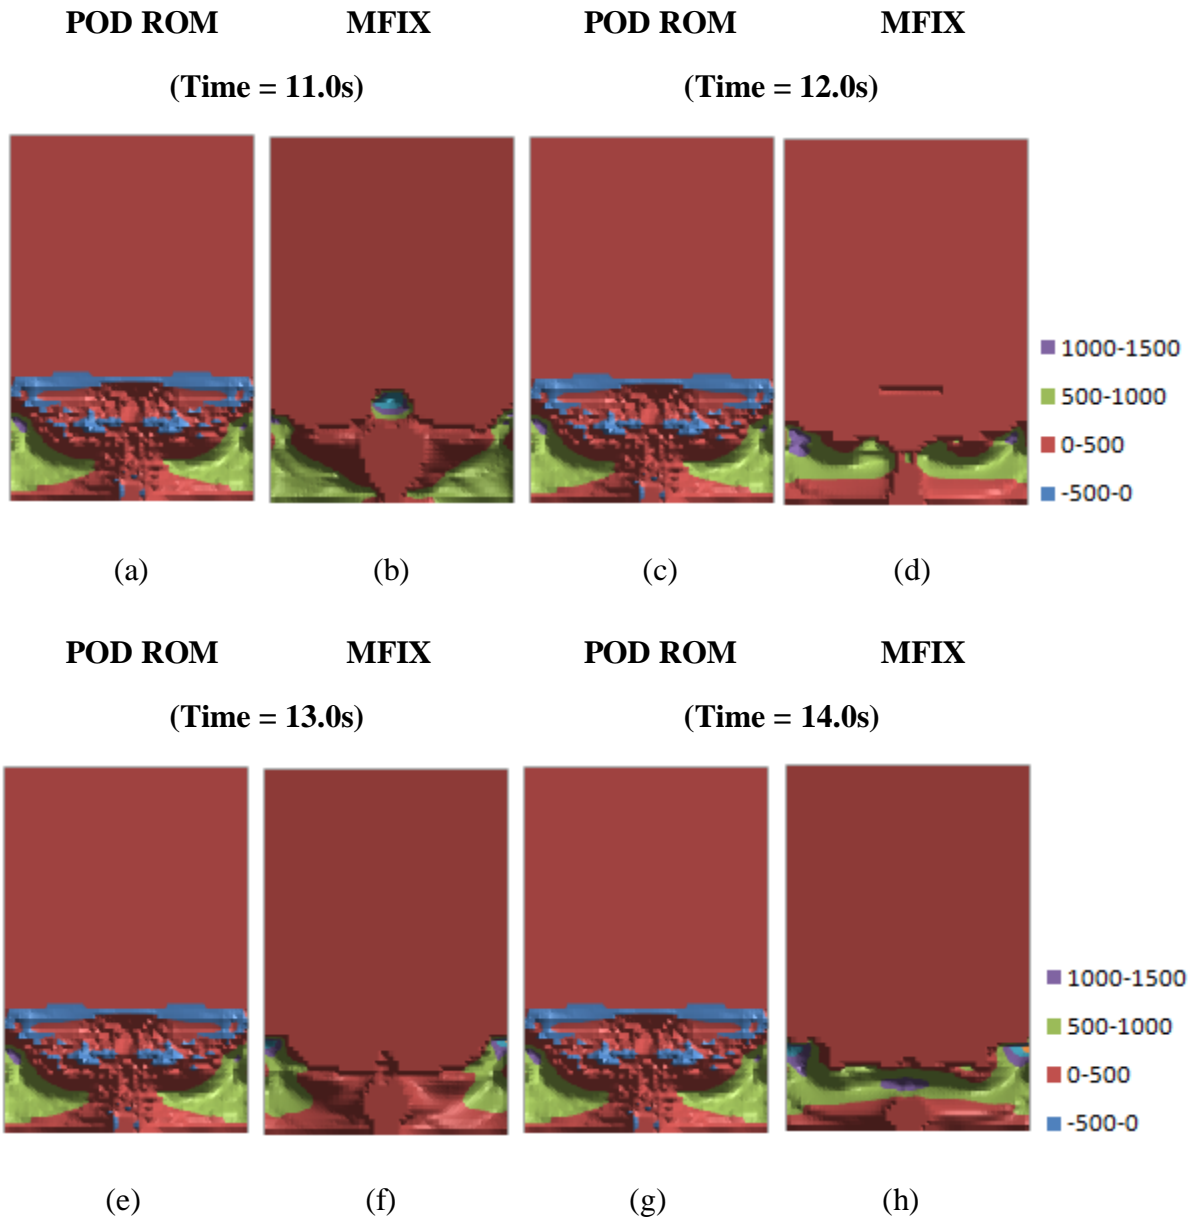 POD ROM MFIX POD ROM MFIX
(Time = 11.0s) (Time = 12.0s)
1000-1500
500-1000
0-500
-500-0
(a) (b) (c) (d)
POD ROM MFIX POD ROM MFIX
(Time = 13.0s) (Time = 14.0s)
1000-1500
500-1000
0-500
-500-0
(e) (f) (g) (h)